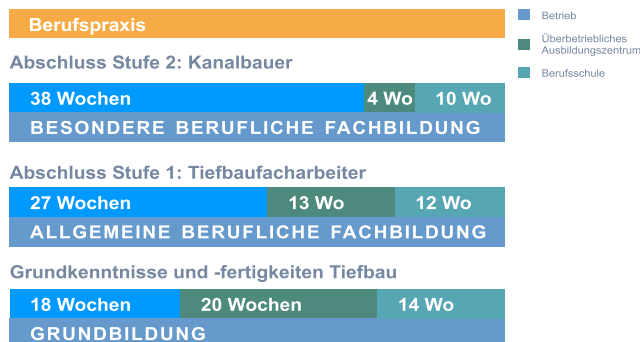 Berufspraxis
Abschluss Stufe 2: Kanalbauer
38 Wochen 4 Wo 10 Wo
BESONDERE BERUFLICHE FACHBILDUNG
Abschluss Stufe 1: Tiefbaufacharbeiter
27 Wochen 13 Wo 12 Wo
ALLGEMEINE BERUFLICHE FACHBILDUNG
Grundkenntnisse und -fertigkeiten Tiefbau
18 Wochen 20 Wochen 14 Wo
GRUNDBILDUNG
Betrieb
Überbetriebliches
Ausbildungszentrum
Berufsschule